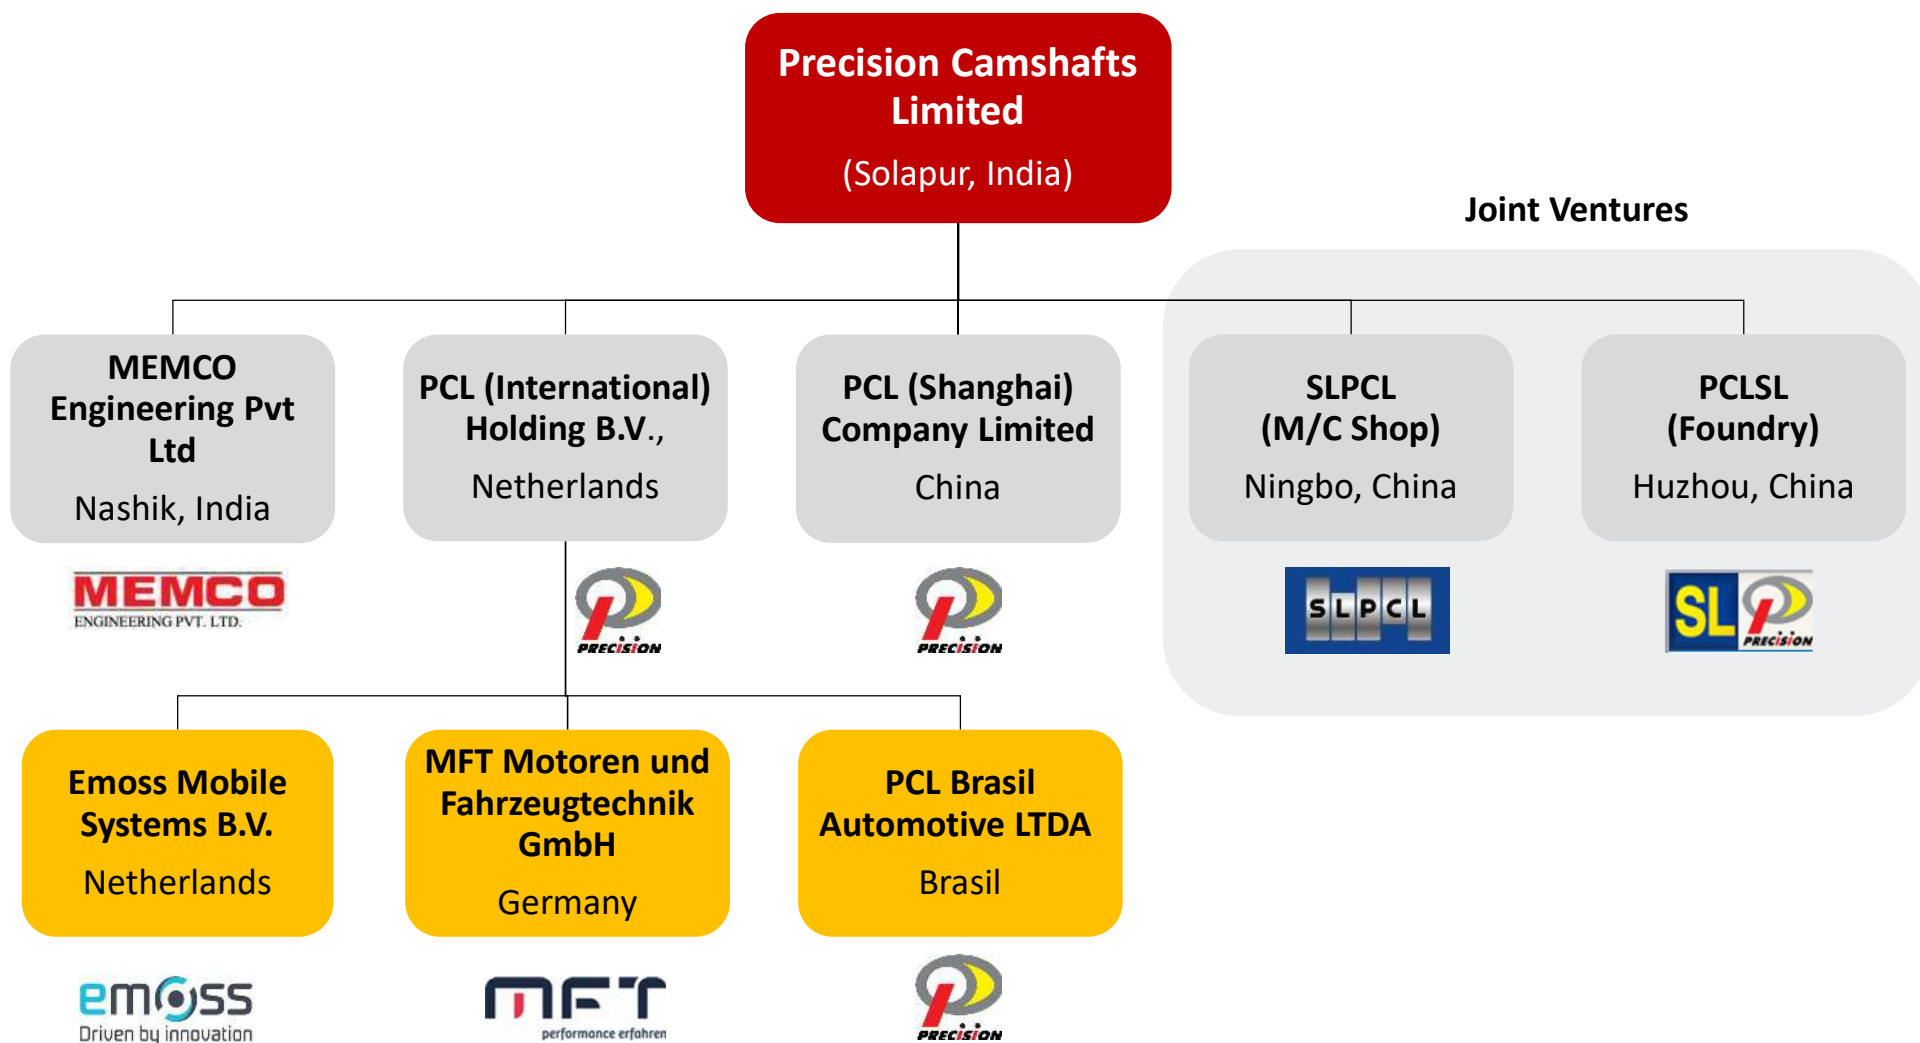 Precision Camshafts
Limited
(Solapur, India)
Joint Ventures
MEMCO
Engineering Pvt
Ltd
Nashik, India
PCL (International)
Holding B.V.,
Netherlands
PCL (Shanghai)
Company Limited
China
SLPCL
(M/C Shop)
Ningbo, China
PCLSL
(Foundry)
Huzhou, China
MEMCO
ENGINEERING PVT. LTD.
PRECISION
PRECISION
SLPCL
SL
PRECISION
Emoss Mobile
Systems B.V.
Netherlands
MFT Motoren und
Fahrzeugtechnik
GmbH
Germany
PCL Brasil
Automotive LTDA
Brasil
emoss
Driven by innovation
MFT
performance erfahren
PRECISION